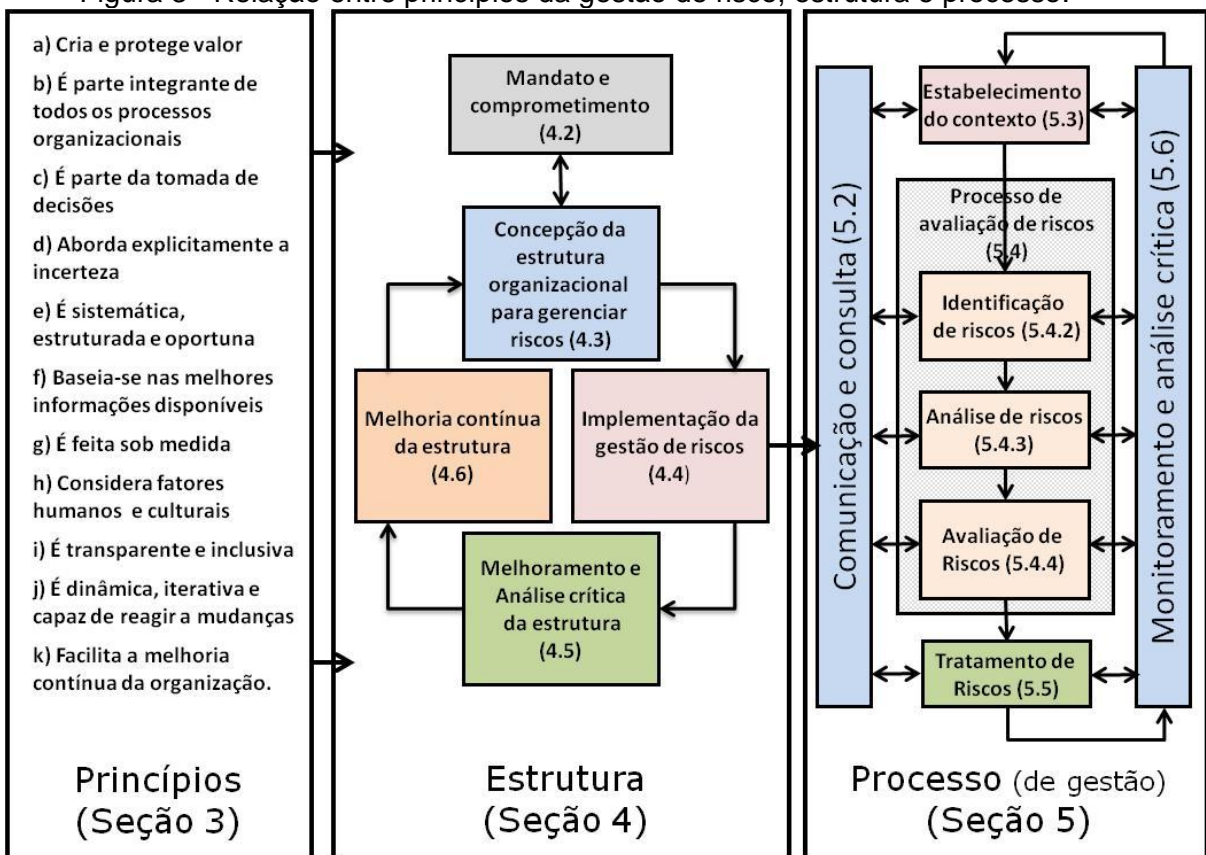 Figura - Relação entre princípios da gestão de risco, estrutura e processo.
a) Cria e protege valor
b) É parte integrante de
todos os processos
organizacionais
c) É parte da tomada de
decisões
d) Aborda explicitamente a
incerteza
e) É sistemática,
estruturada e oportuna
f) Baseia-se nas melhores
informações disponíveis
g) É feita sob medida
h) Considera fatores
humanos e culturais
i) É transparente e inclusiva
j) É dinâmica, iterativa e
capaz de reagir a mudanças
k) Facilita a melhoria
contínua da organização.
Princípios
(Seção 3)
Mandato e
comprometimento
(4.2)
Concepção da
estrutura
organizacional
para gerenciar
riscos (4.3)
Melhoria contínua
da estrutura
(4.6)
Implementação da
gestão de riscos
(4.4)
Melhoramento e
Análise crítica
da estrutura
(4.5)
Estrutura
(Seção 4)
Comunicação e consulta (5.2)
Estabelecimento
do contexto (5.3)
Processo de
avaliação de riscos
(5.4)
Identificação
de riscos (5.4.2)
Análise de riscos
(5.4.3)
Avaliação de
Riscos (5.4.4)
Tratamento de
Riscos (5.5)
Monitoramento e análise crítica (5.6)
Processo (de gestão)
(Seção 5)